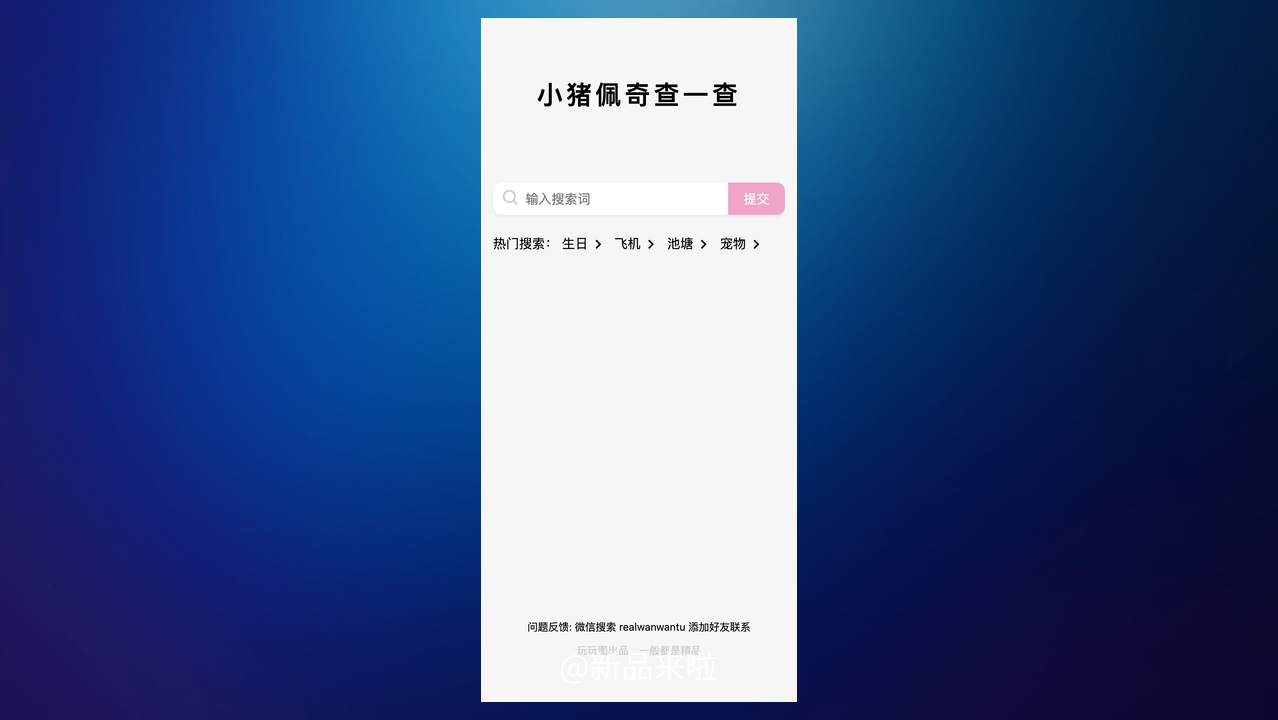 小猪佩奇查一查
输入搜索词 提交
热门搜索： 生日 飞机 池塘 宠物
问题反馈: 微信搜索 realwanwantu 添加好友联系
玩玩图出品 一般都是精品
@新品来啦